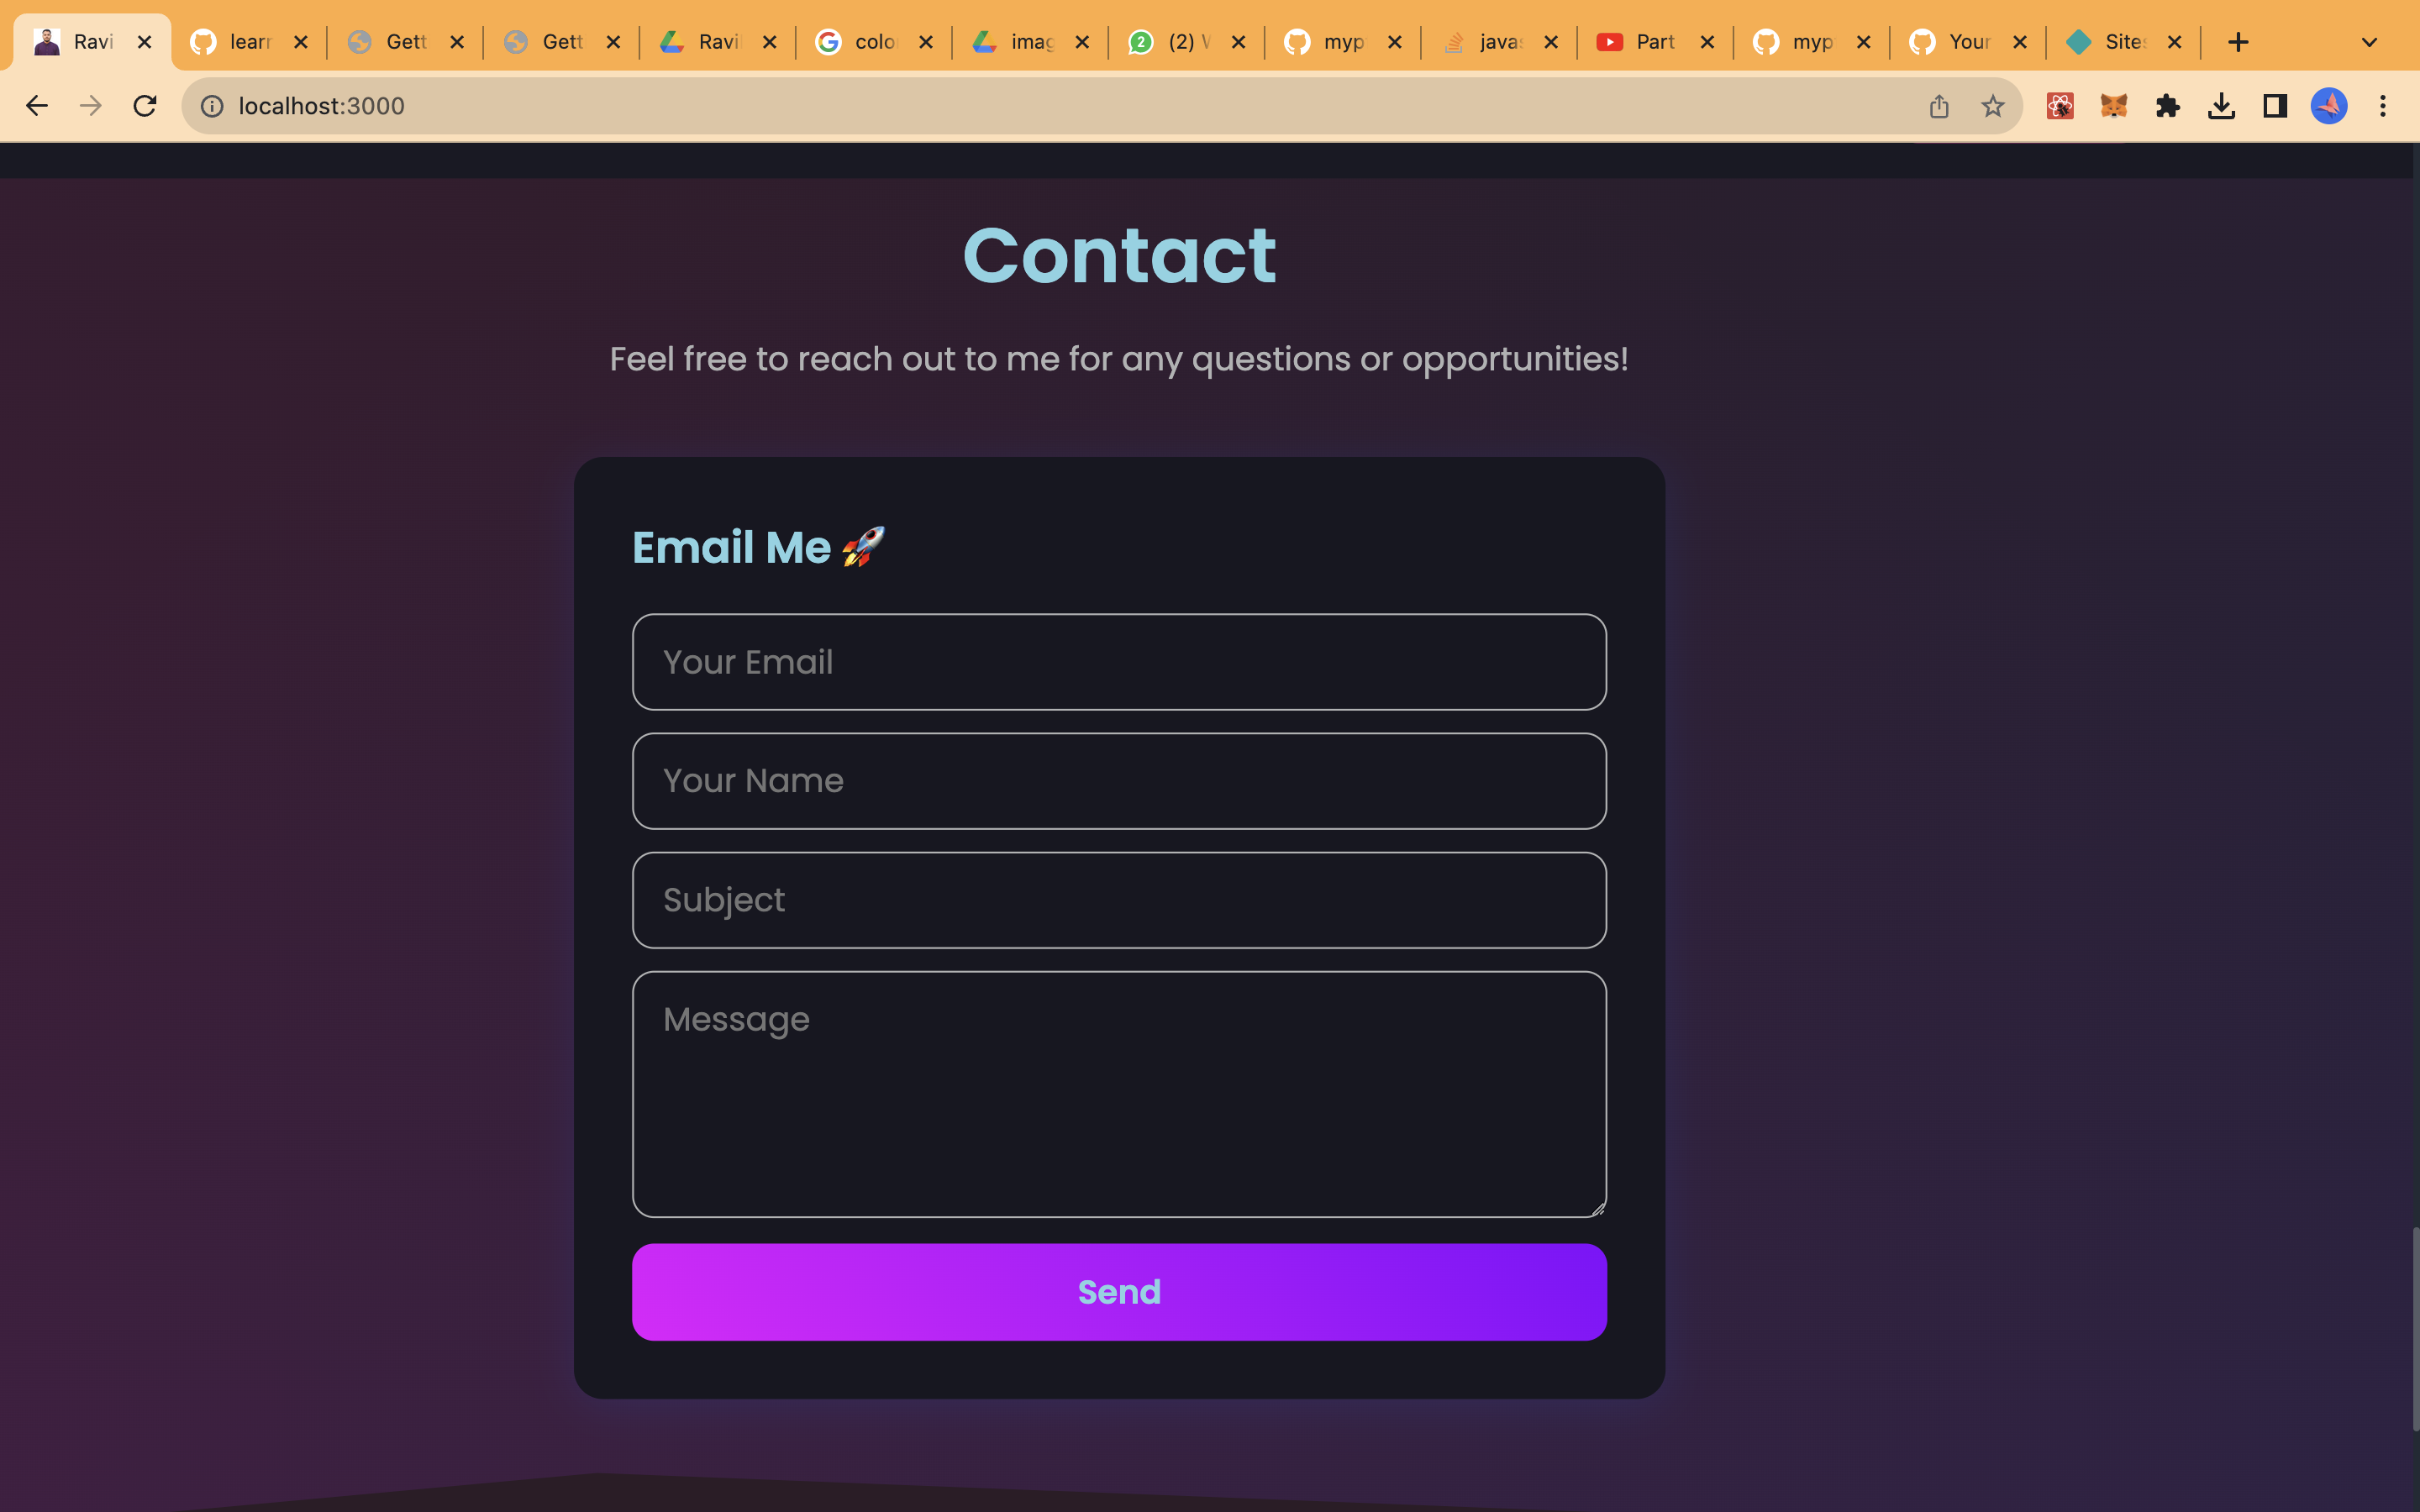 Ravi
lear
Gett
Gett
Ravi
colo
imag
(2)
myp
java
Part
myp
Your
Site
localhost:3000
Contact
Feel free to reach out to me for any questions or opportunities!
Email Me 🚀
Your Email
Your Name
Subject
Message
Send